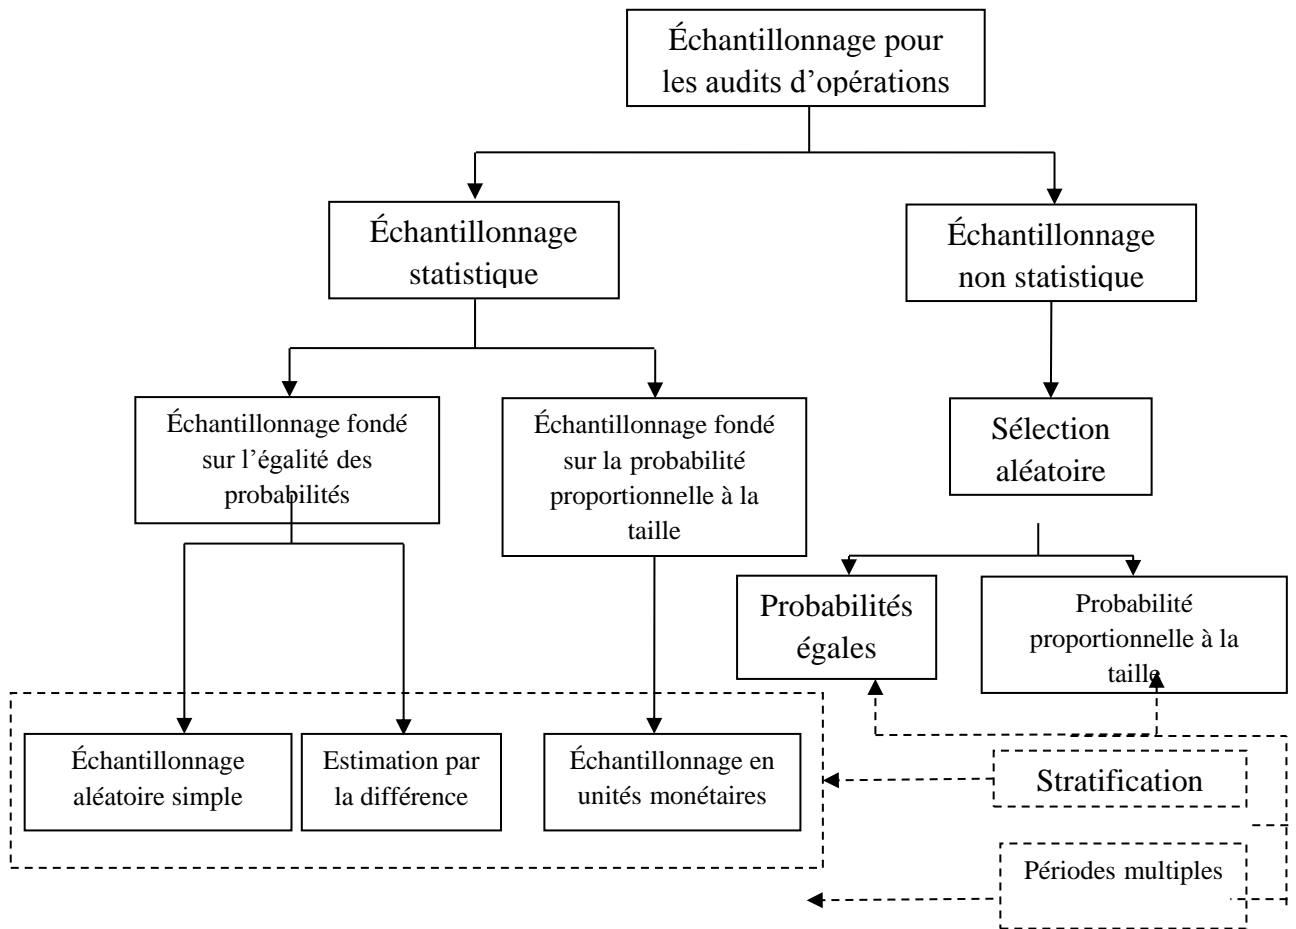 Échantillonnage pour
les audits d’opérations
Échantillonnage
statistique
Échantillonnage
non statistique
Échantillonnage fondé
sur l’égalité des
probabilités
Échantillonnage fondé
sur la probabilité
proportionnelle à la
taille
Sélection
aléatoire
Probabilités
égales
Probabilité
proportionnelle à la
taille
Échantillonnage
aléatoire simple
Estimation par
la différence
Échantillonnage en
unités monétaires
Stratification
Périodes multiples